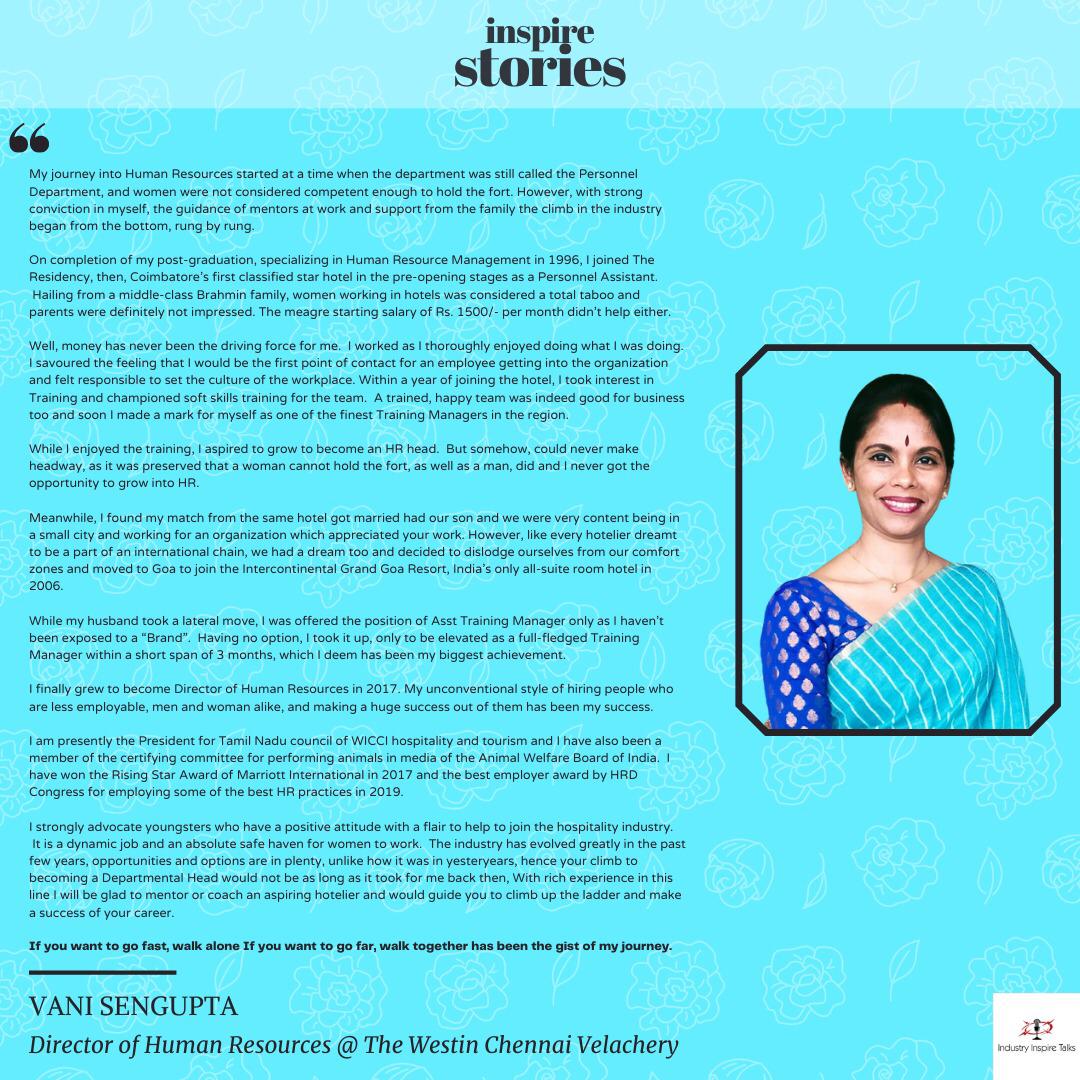 inspire
stories
“
My journey into Human Resources started at a time when the department was still called the Personnel
Department, and women were not considered competent enough to hold the fort. However, with strong
conviction in myself, the guidance of mentors at work and support from the family the climb in the industry
began from the bottom, rung by rung.
On completion of my post-graduation, specializing in Human Resource Management in 1996, I joined The
Residency, then, Coimbatore's first classified star hotel in the pre-opening stages as a Personnel Assistant.
Hailing from a middle-class Brahmin family, women working in hotels was considered a total taboo and
parents were definitely not impressed. The meagre starting salary of Rs. 1500/- per month didn't help either.
Well, money has never been the driving force for me. I worked as I thoroughly enjoyed doing what I was doing.
I savoured the feeling that I would be the first point of contact for an employee getting into the organization
and felt responsible to set the culture of the workplace. Within a year of joining the hotel, I took interest in
Training and championed soft skills training for the team. A trained, happy team was indeed good for business
too and soon I made a mark for myself as one of the finest Training Managers in the region.
While I enjoyed the training, I aspired to grow to become an HR head. But somehow, could never make
headway, as it was preserved that a woman cannot hold the fort, as well as a man, did and I never got the
opportunity to grow into HR.
Meanwhile, I found my match from the same hotel got married had our son and we were very content being in
a small city and working for an organization which appreciated your work. However, like every hotelier dreamt
to be a part of an international chain, we had a dream too and decided to dislodge ourselves from our comfort
zones and moved to Goa to join the Intercontinental Grand Goa Resort, India's only all-suite room hotel in
2006.
While my husband took a lateral move, I was offered the position of Asst Training Manager only as I haven't
been exposed to a “Brand”. Having no option, I took it up, only to be elevated as a full-fledged Training
Manager within a short span of 3 months, which I deem has been my biggest achievement.
I finally grew to become Director of Human Resources in 2017. My unconventional style of hiring people who
are less employable, men and woman alike, and making a huge success out of them has been my success.
I am presently the President for Tamil Nadu council of WICCI hospitality and tourism and I have also been a
member of the certifying committee for performing animals in media of the Animal Welfare Board of India. I
have won the Rising Star Award of Marriott International in 2017 and the best employer award by HRD
Congress for employing some of the best HR practices in 2019.
I strongly advocate youngsters who have a positive attitude with a flair to help to join the hospitality industry.
It is a dynamic job and an absolute safe haven for women to work. The industry has evolved greatly in the past
few years, opportunities and options are in plenty, unlike how it was in yesteryears, hence your climb to
becoming a Departmental Head would not be as long as it took for me back then, With rich experience in this
line I will be glad to mentor or coach an aspiring hotelier and would guide you to climb up the ladder and make
a success of your career.
If you want to go fast, walk alone If you want to go far, walk together has been the gist of my journey.
VANI SENGUPTA
Director of Human Resources @ The Westin Chennai Velachery
Industry Inspire Talks